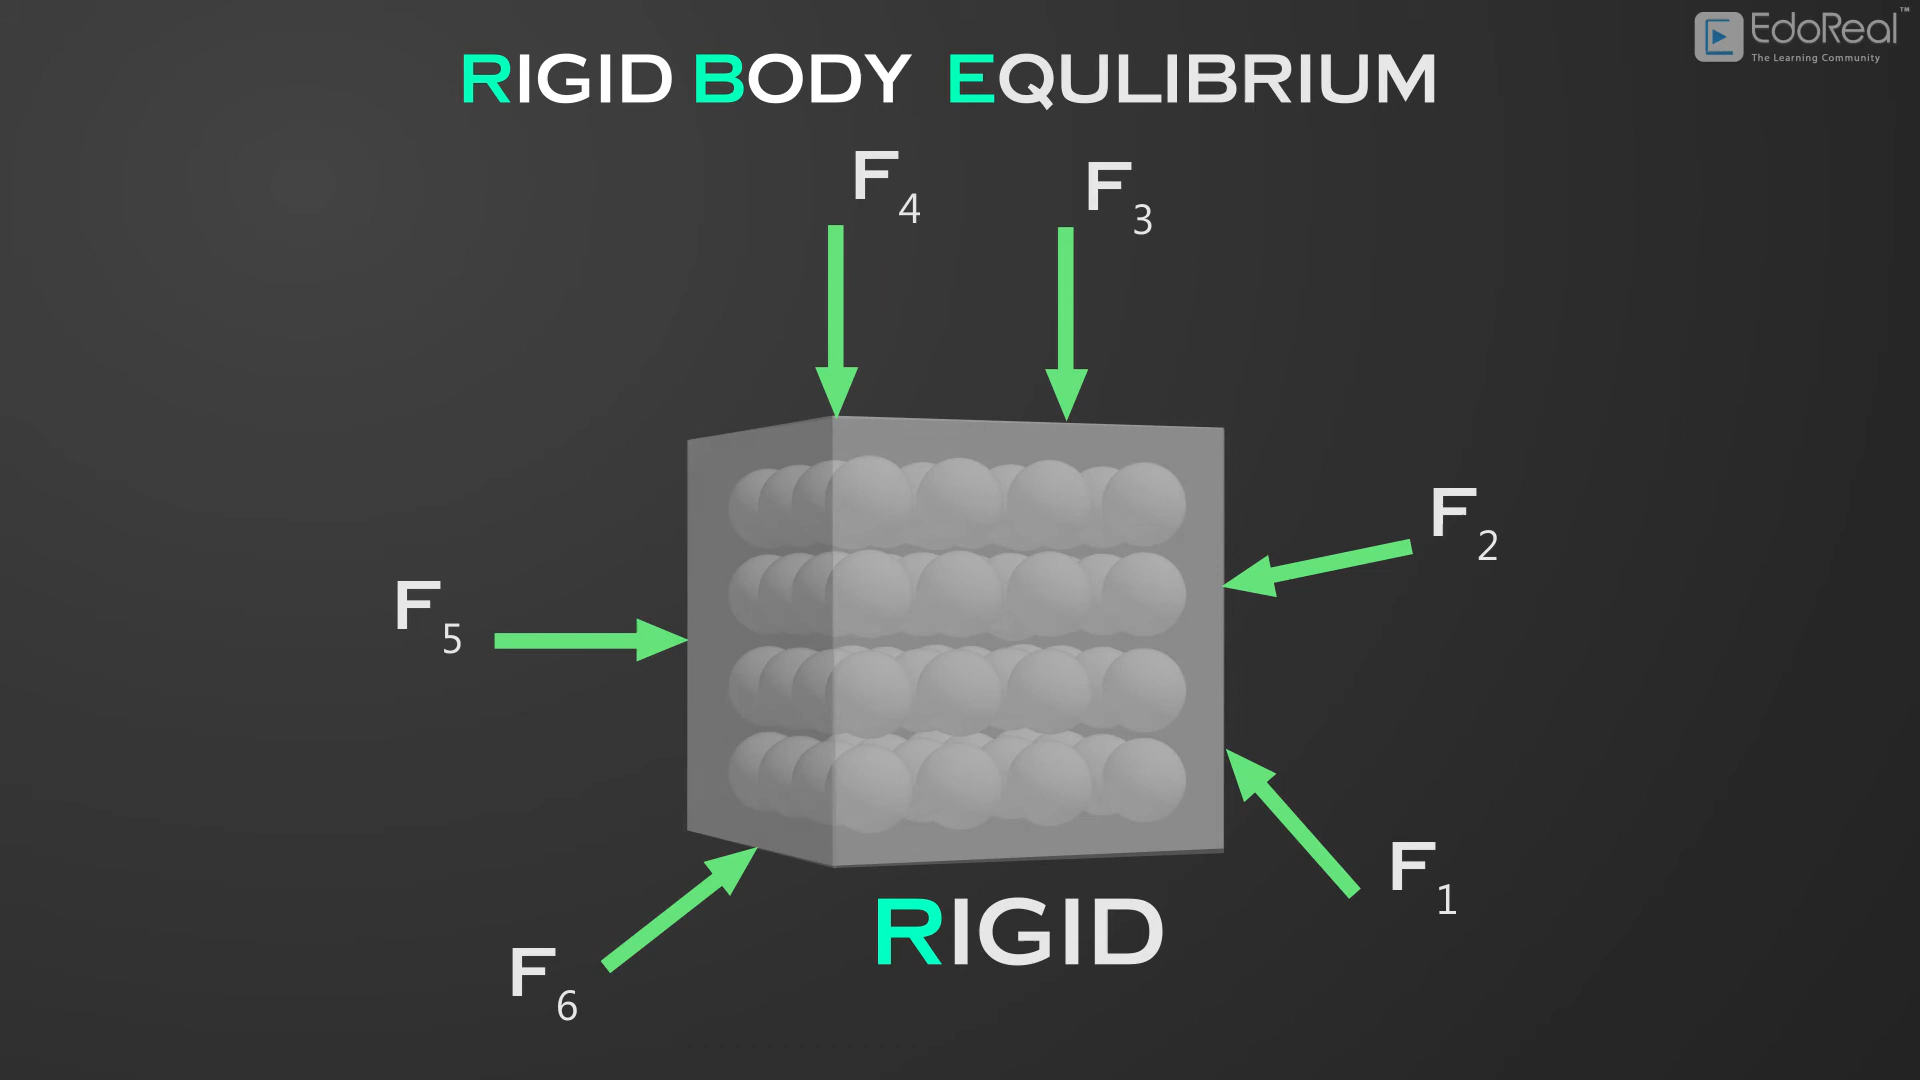 EdoReal™
The Learning Community
RIGID BODY EQULIBRIUM
F4
F3
F2
F5
F1
RIGID
F6